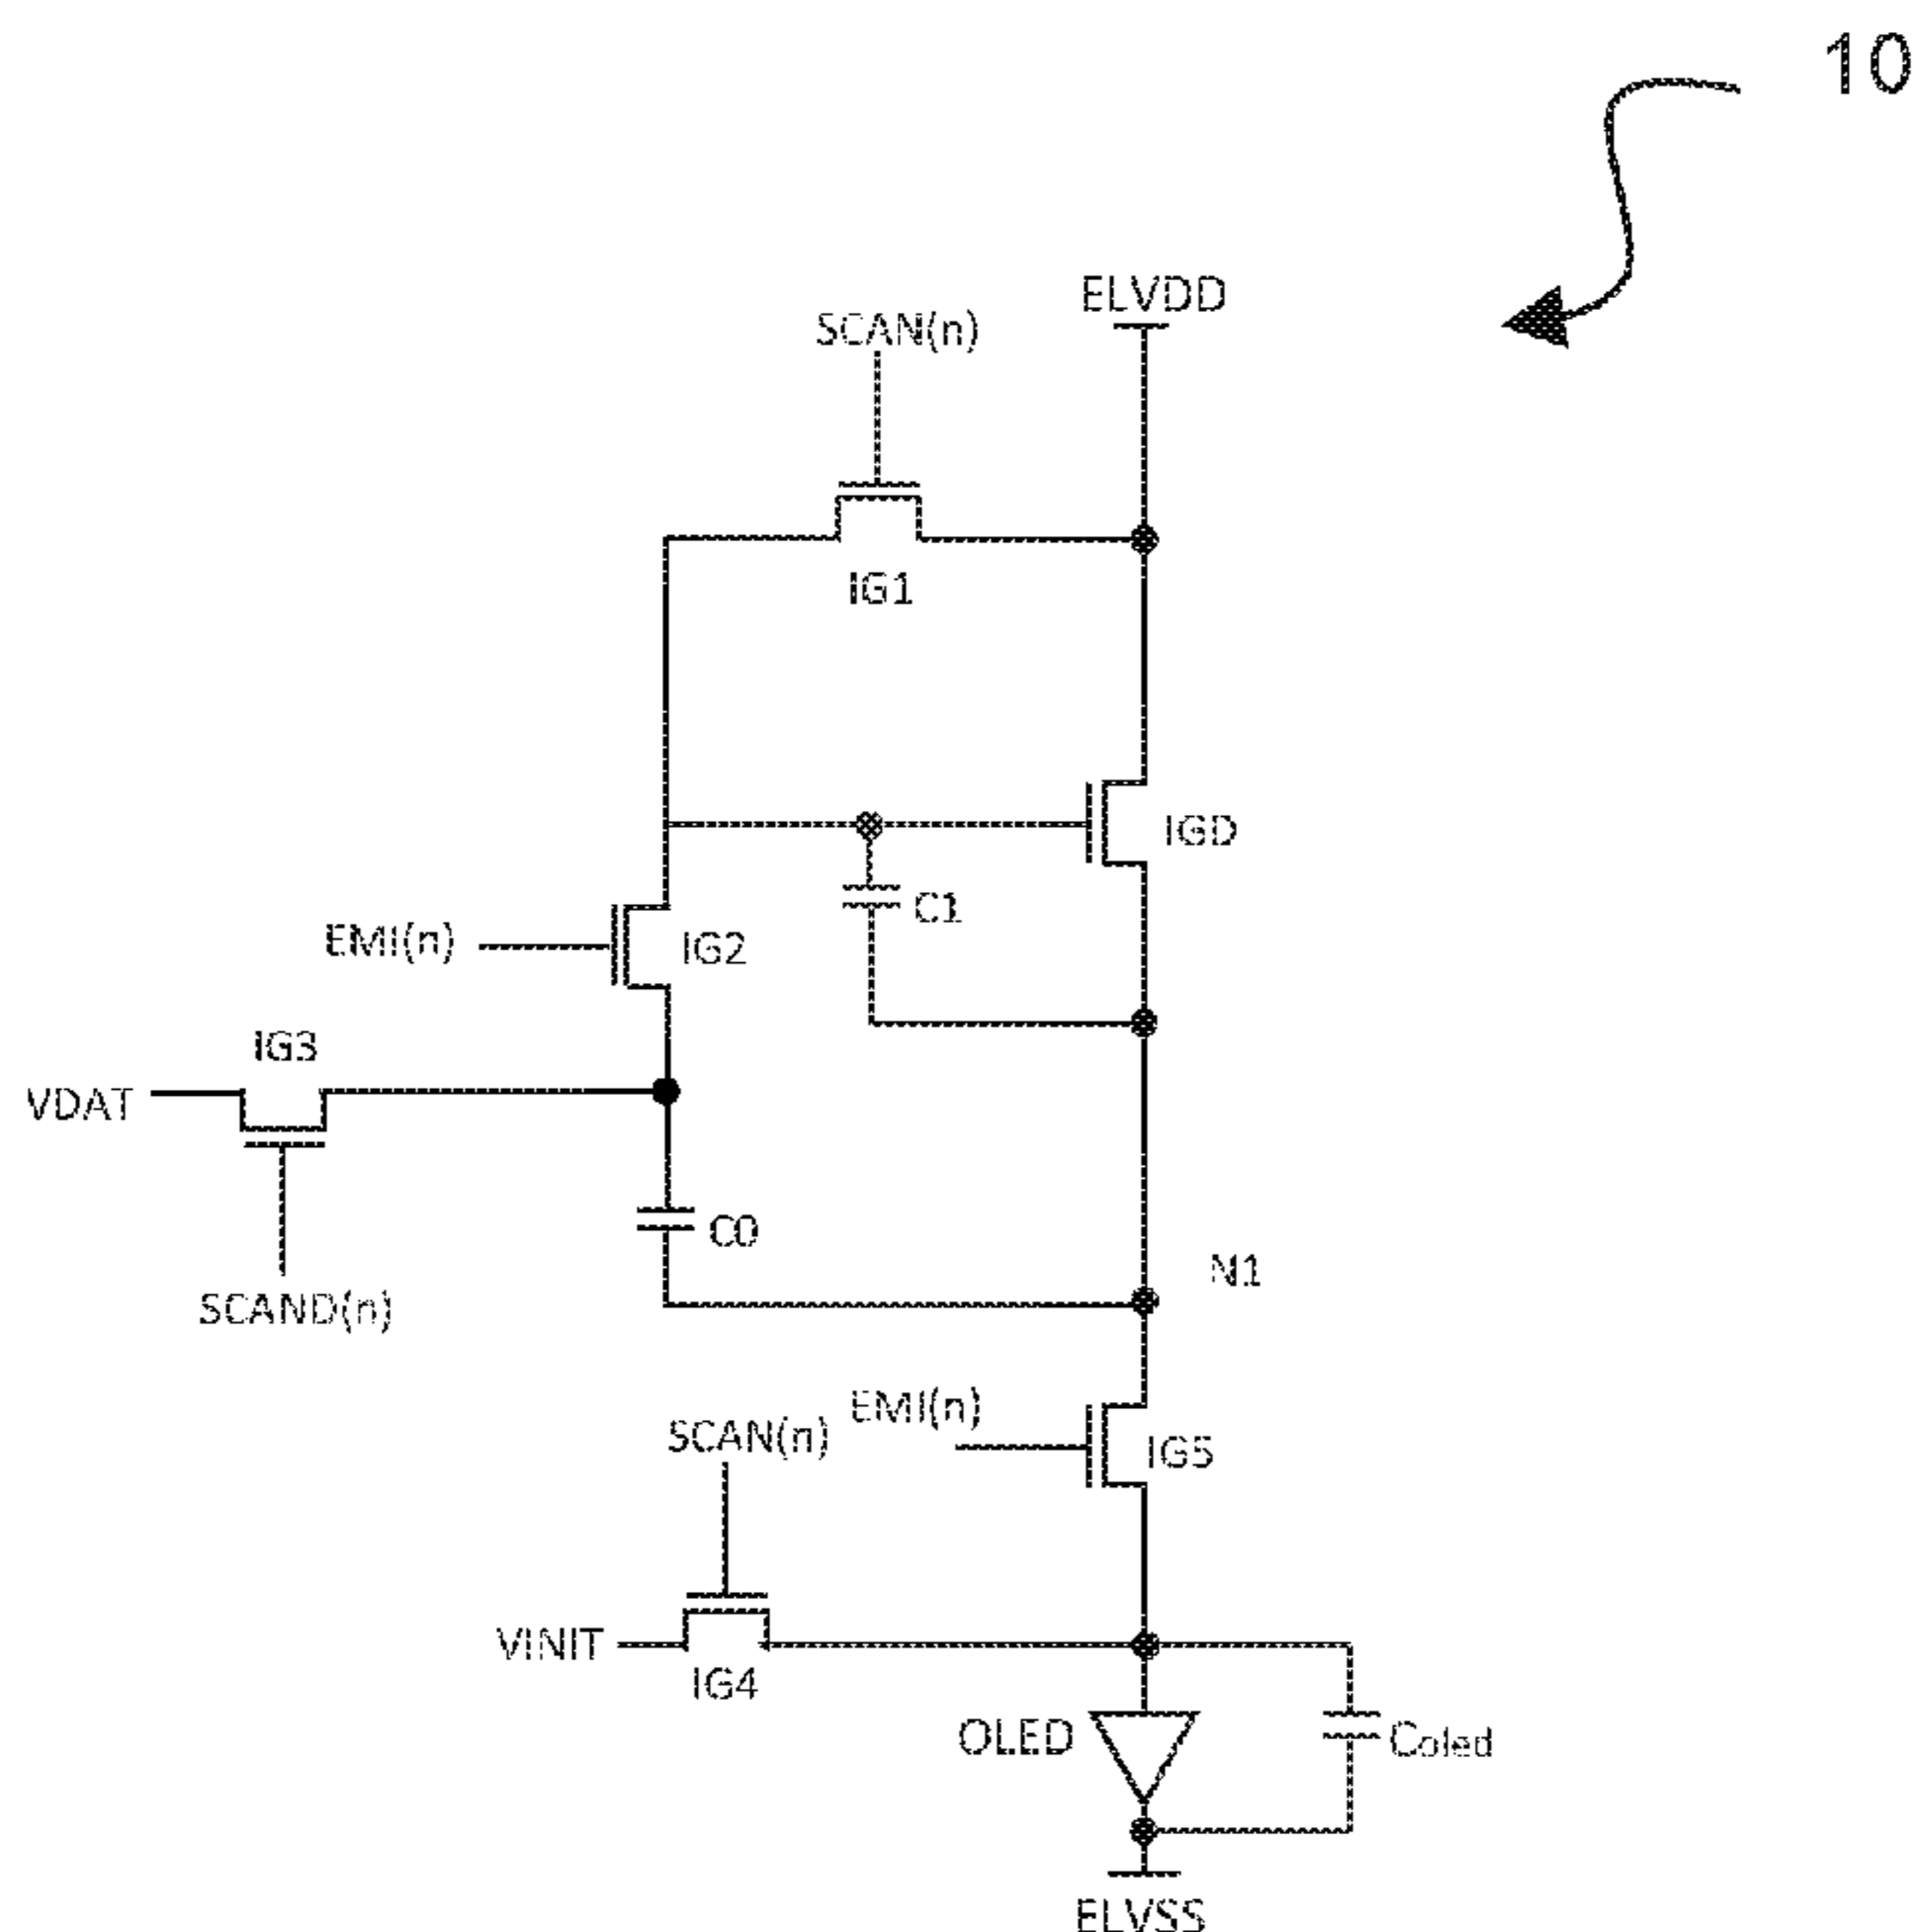 10
ELVDD
SCAN(n)
IG1
IGD
C1
EMI(n)
IG2
IG3
VDAT
C0
N1
SCAND(n)
EMI(n)
SCAN(n)
IG5
VINIT
IG4
OLED
Coled
ELVSS